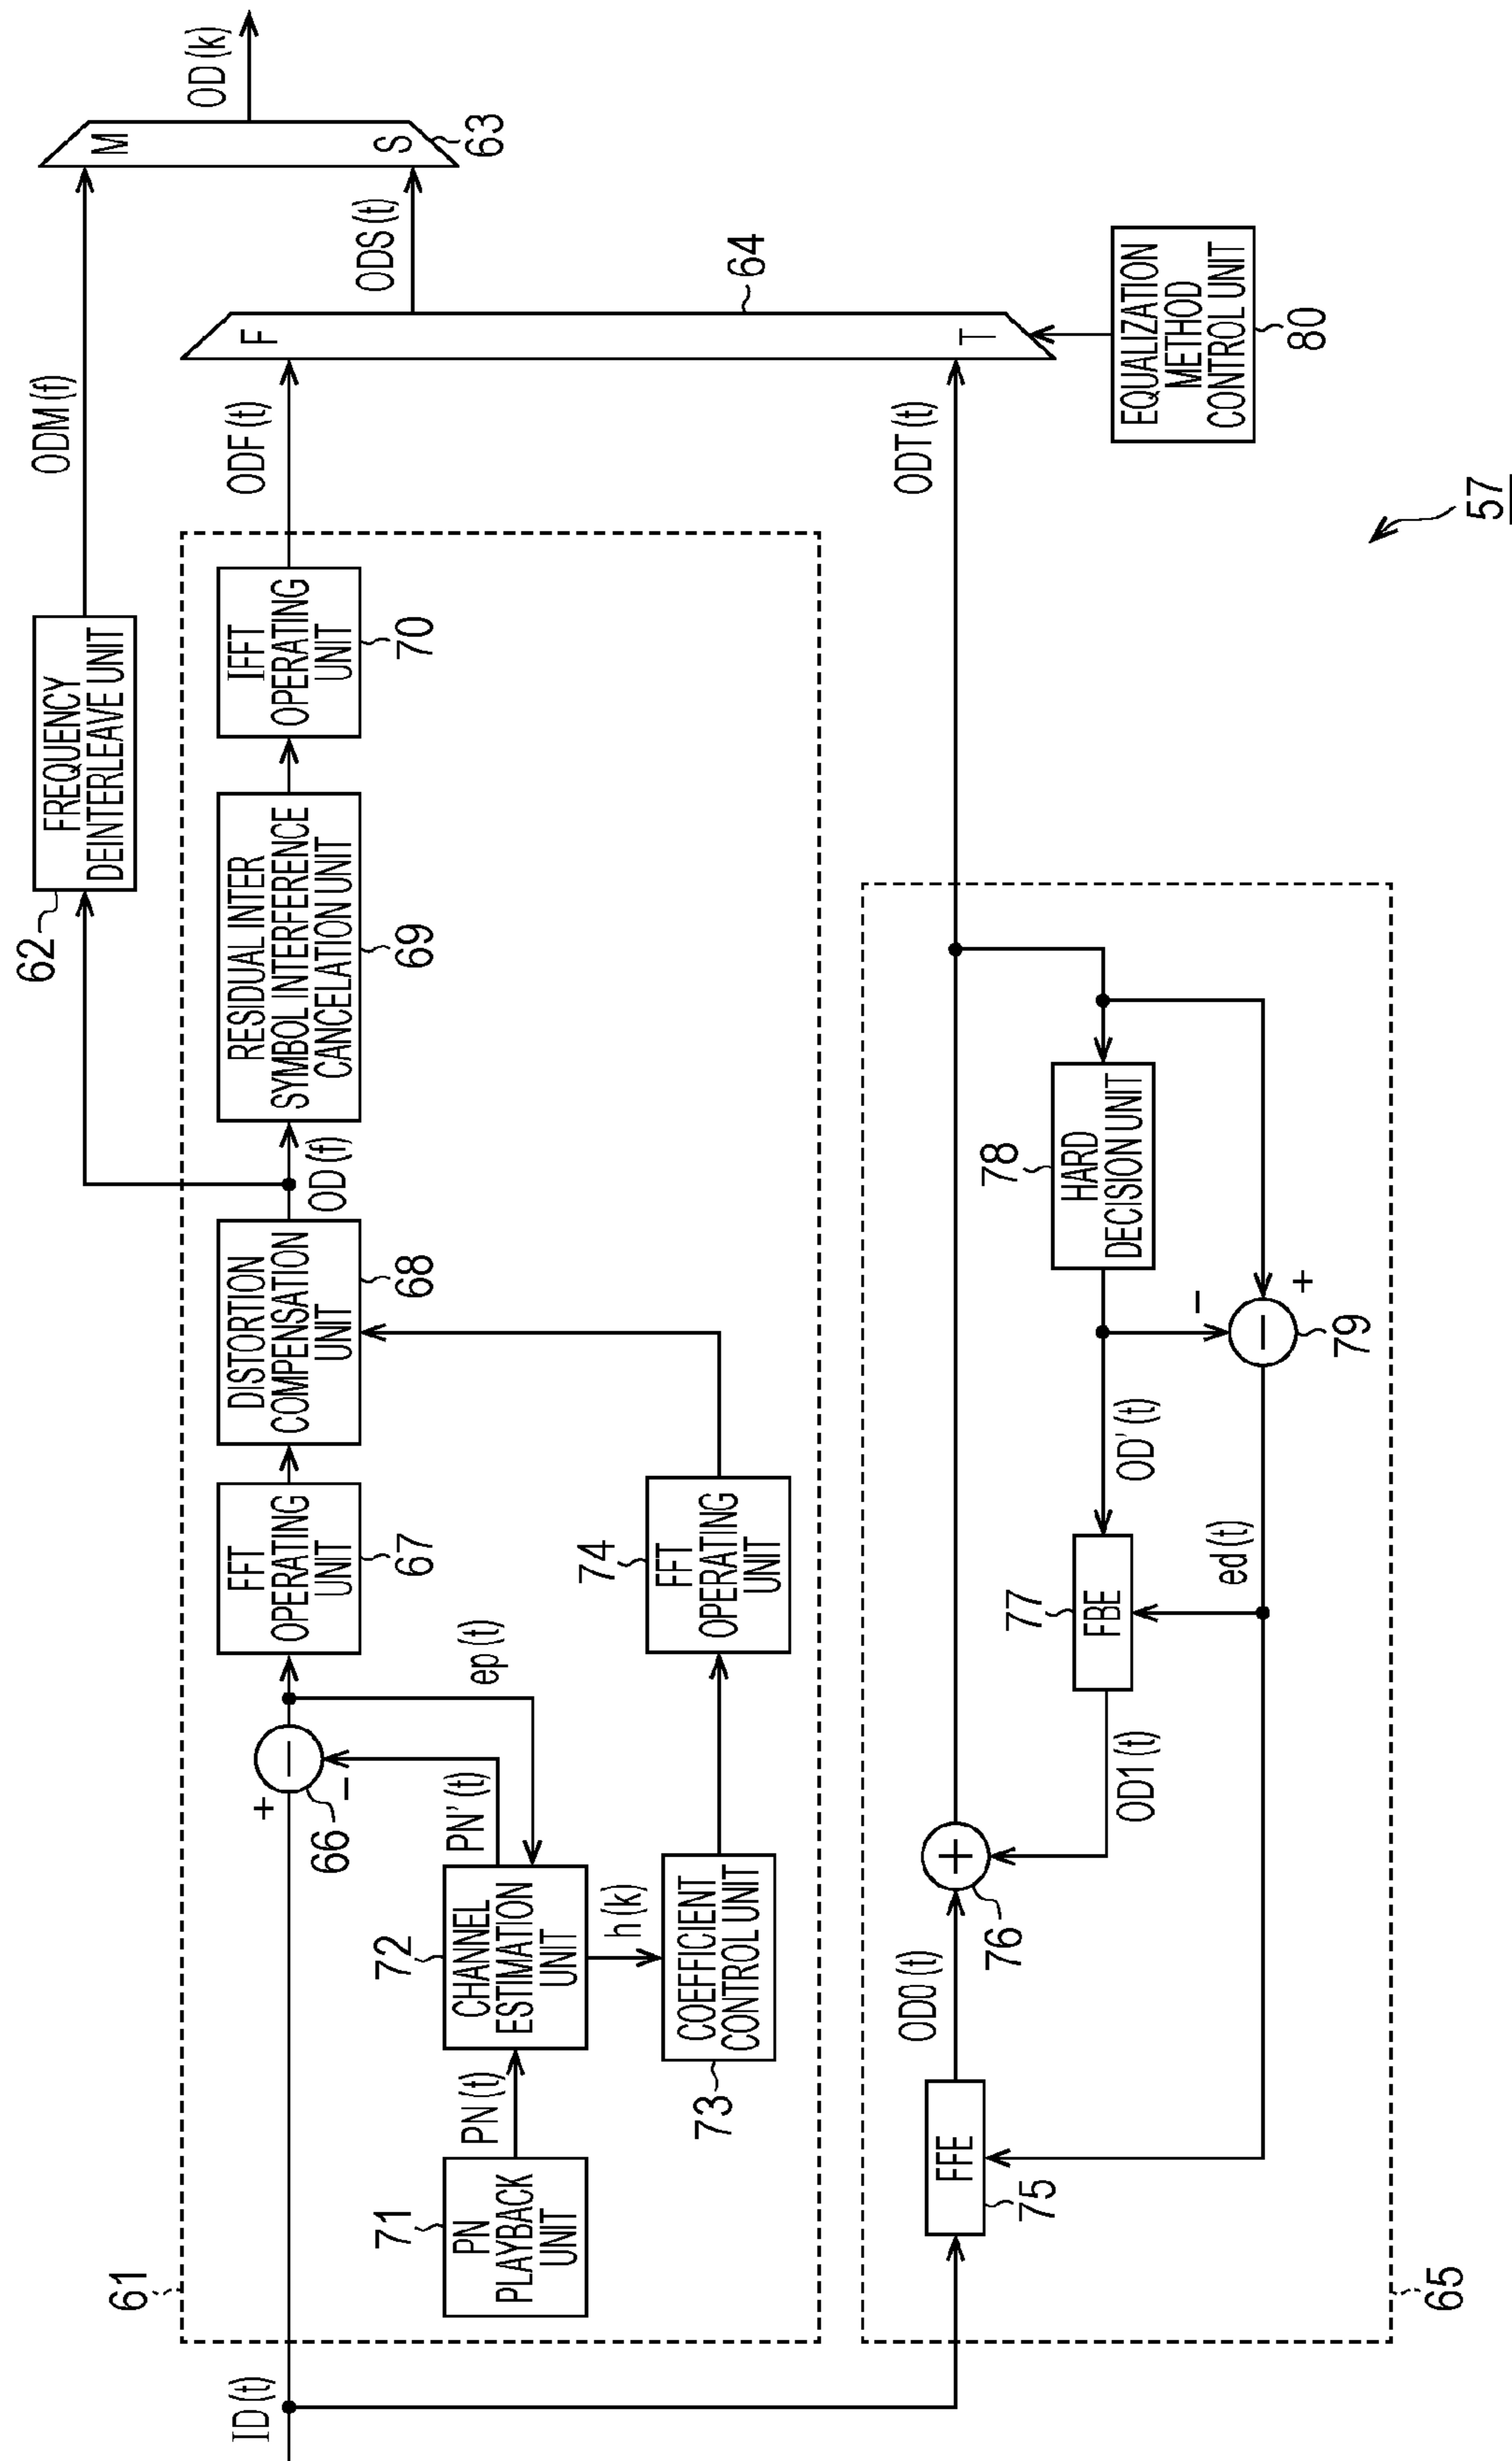 ID (t)
61
66
+
−
−
ep (t)
PN' (t)
FFT
OPERATING
UNIT
67
DISTORTION
COMPENSATION
UNIT
68
OD (f)
RESIDUAL INTER
SYMBOL INTERFERENCE
CANCELATION UNIT
69
IFFT
OPERATING
UNIT
70
62
FREQUENCY
DEINTERLEAVE UNIT
ODM (f)
ODF (t)
M
S
63
OD (k)
ODS (t)
F
T
64
71
PN
PLAYBACK
UNIT
PN (t)
72
CHANNEL
ESTIMATION
UNIT
h (k)
73
COEFFICIENT
CONTROL UNIT
74
FFT
OPERATING
UNIT
ODT (t)
EQUALIZATION
METHOD
CONTROL UNIT
80
FFE
75
OD0 (t)
+
76
OD1 (t)
77
FBE
OD' (t)
ed (t)
78
HARD
DECISION UNIT
−
+
−
79
65
57